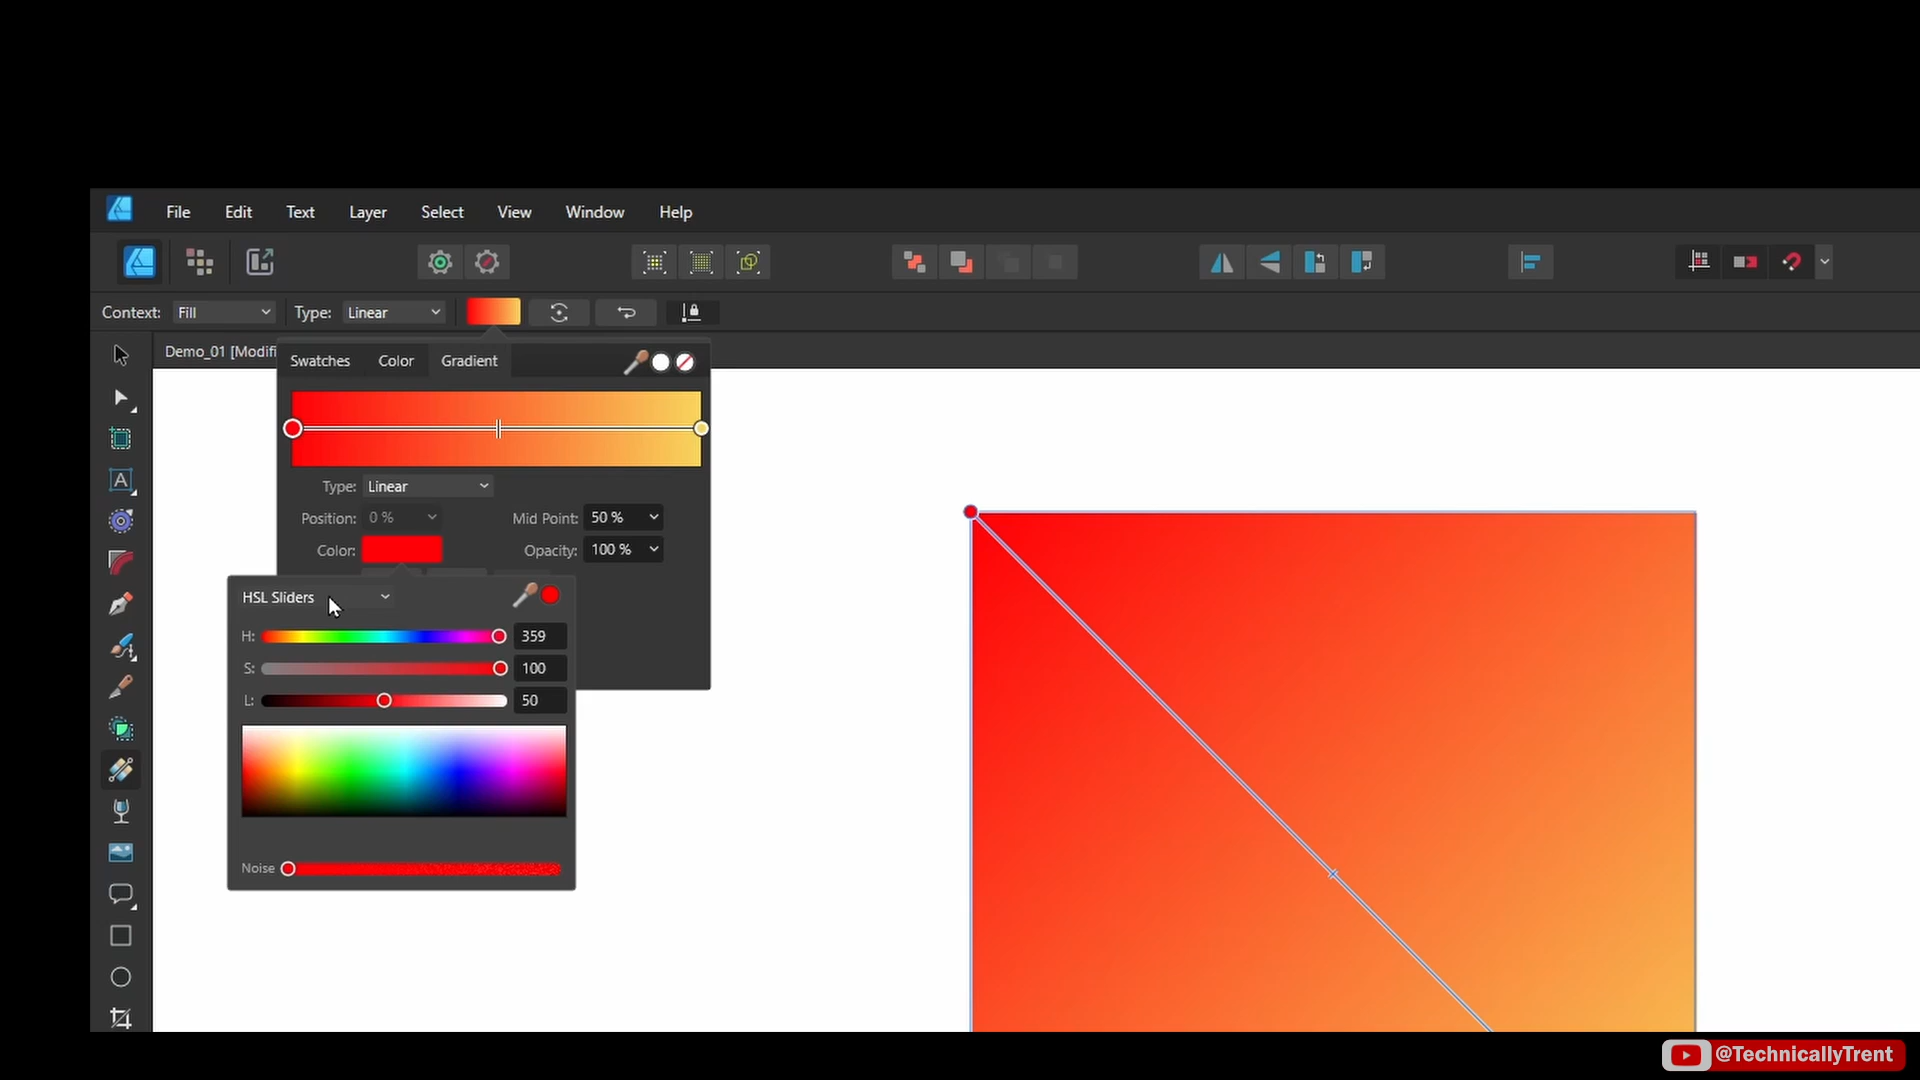 File Edit Text Layer Select View Window Help
Context: Fill Type: Linear
Demo_01 [Modifi
Swatches Color Gradient
Type: Linear
Position: 0 % Mid Point: 50 %
Color: Opacity: 100 %
HSL Sliders
H: 359
S: 100
L: 50
Noise
@TechnicallyTrent